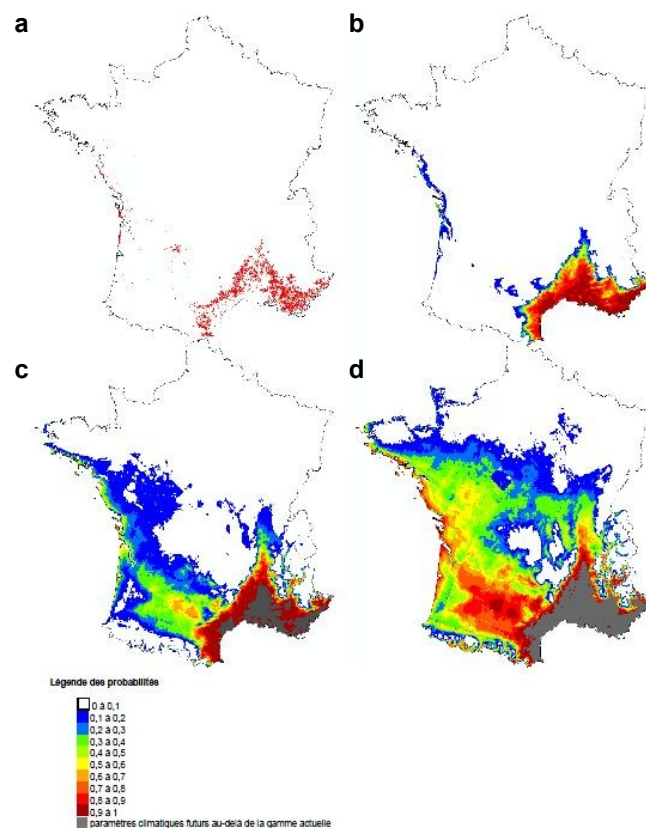 a
b
c
d
Légende des probabilités
0 à 0,1
0,1 à 0,2
0,2 à 0,3
0,3 à 0,4
0,4 à 0,5
0,5 à 0,6
0,6 à 0,7
0,7 à 0,8
0,8 à 0,9
0,9 à 1
paramètres climatiques futurs au-delà de la gamme actuelle